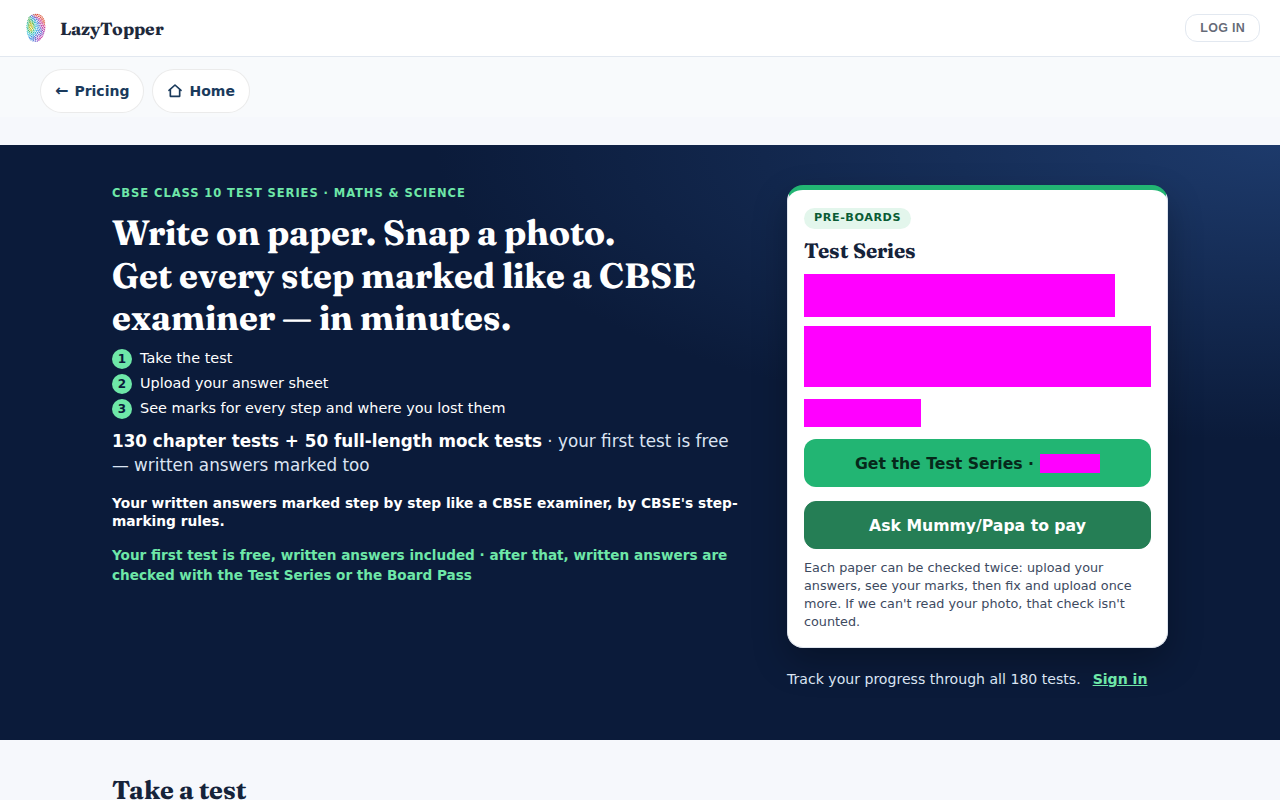 LazyTopper
LOG IN
← Pricing
Home
CBSE CLASS 10 TEST SERIES · MATHS & SCIENCE
Write on paper. Snap a photo.
Get every step marked like a CBSE
examiner — in minutes.
1 Take the test
2 Upload your answer sheet
3 See marks for every step and where you lost them
130 chapter tests + 50 full-length mock tests · your first test is free
— written answers marked too
Your written answers marked step by step like a CBSE examiner, by CBSE's step-
marking rules.
Your first test is free, written answers included · after that, written answers are
checked with the Test Series or the Board Pass
PRE-BOARDS
Test Series
Get the Test Series ·
Ask Mummy/Papa to pay
Each paper can be checked twice: upload your
answers, see your marks, then fix and upload once
more. If we can't read your photo, that check isn't
counted.
Track your progress through all 180 tests. Sign in
Take a test